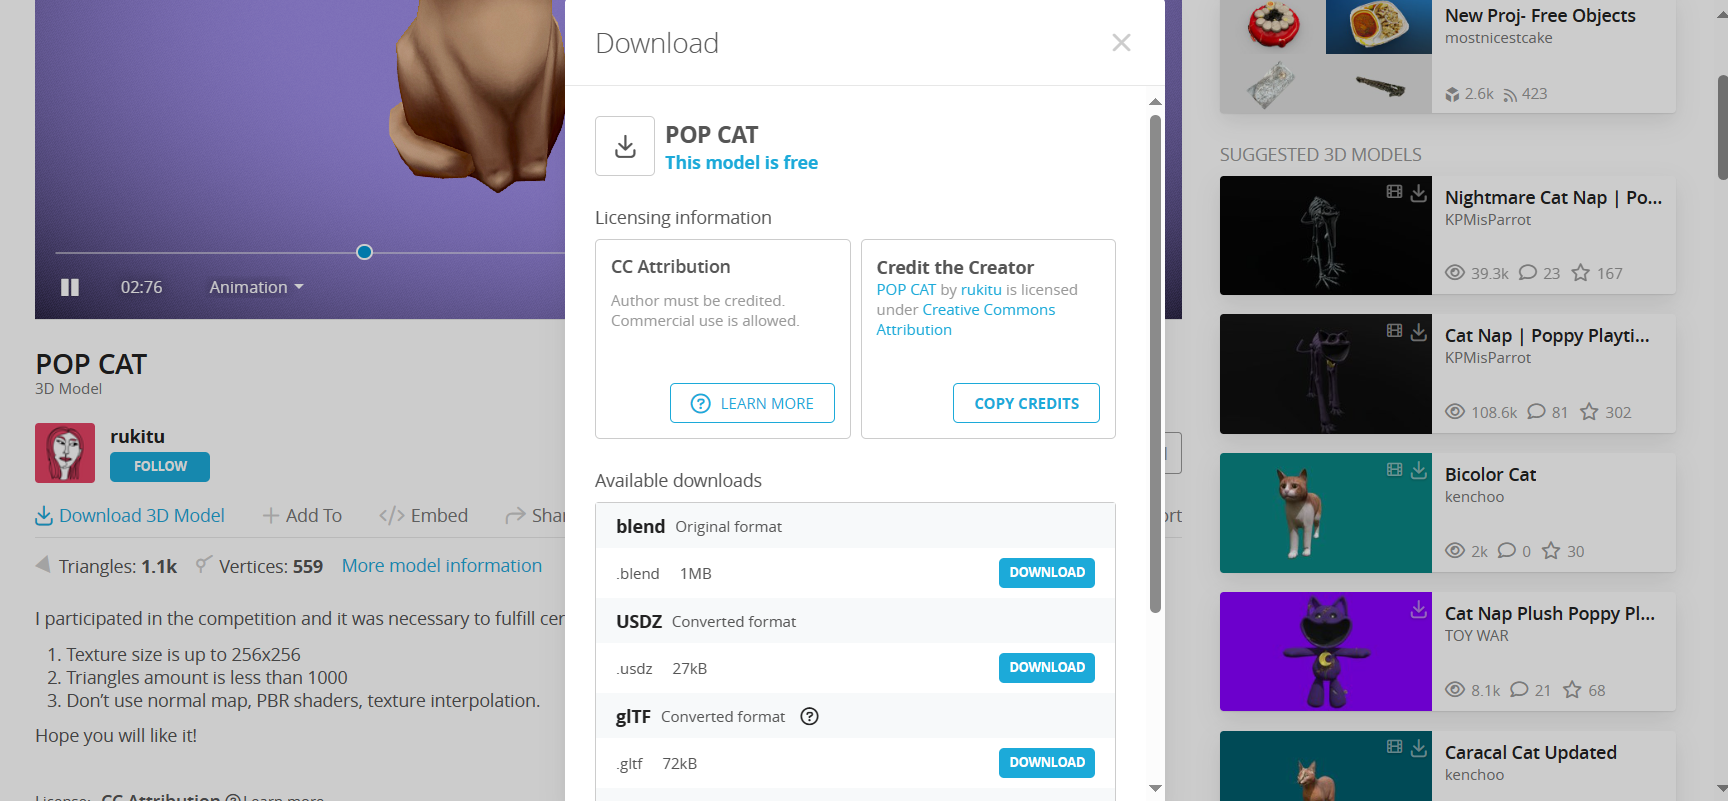 02:76
Animation
POP CAT
3D Model
rukitu
FOLLOW
Download 3D Model
Add To
Embed
Triangles: 1.1k
Vertices: 559
More model information
I participated in the competition and it was necessary to fulfill
1. Texture size is up to 256x256
2. Triangles amount is less than 1000
3. Don’t use normal map, PBR shaders, texture interpolation.
Hope you will like it!
License: CC Attribution Learn more
Download
POP CAT
This model is free
Licensing information
CC Attribution
Author must be credited.
Commercial use is allowed.
LEARN MORE
Credit the Creator
POP CAT by rukitu is licensed
under Creative Commons
Attribution
COPY CREDITS
Available downloads
blend Original format
.blend 1MB DOWNLOAD
USDZ Converted format
.usdz 27kB DOWNLOAD
glTF Converted format
.gltf 72kB DOWNLOAD
New Proj- Free Objects
mostnicestcake
2.6k 423
SUGGESTED 3D MODELS
Nightmare Cat Nap | Po...
KPMisParrot
39.3k 23 167
Cat Nap | Poppy Playti...
KPMisParrot
108.6k 81 302
Bicolor Cat
kenchoo
2k 0 30
Cat Nap Plush Poppy Pl...
TOY WAR
8.1k 21 68
Caracal Cat Updated
kenchoo